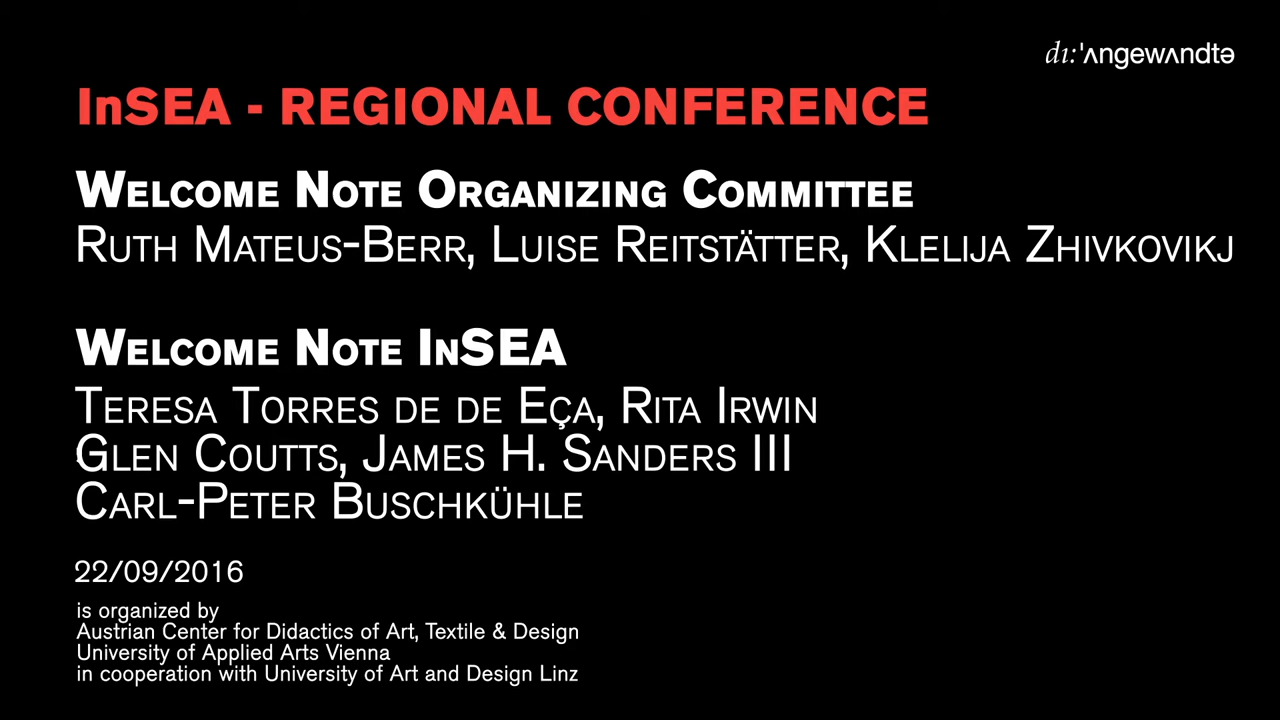 dı:'ʌngewʌndtə
InSEA - REGIONAL CONFERENCE
WELCOME NOTE ORGANIZING COMMITTEE
RUTH MATEUS-BERR, LUISE REITSTÄTTER, KLELIJA ZHIVKOVIKJ
WELCOME NOTE INSEA
TERESA TORRES DE DE EÇA, RITA IRWIN
GLEN COUTTS, JAMES H. SANDERS III
CARL-PETER BUSCHKÜHLE
22/09/2016
is organized by
Austrian Center for Didactics of Art, Textile & Design
University of Applied Arts Vienna
in cooperation with University of Art and Design Linz